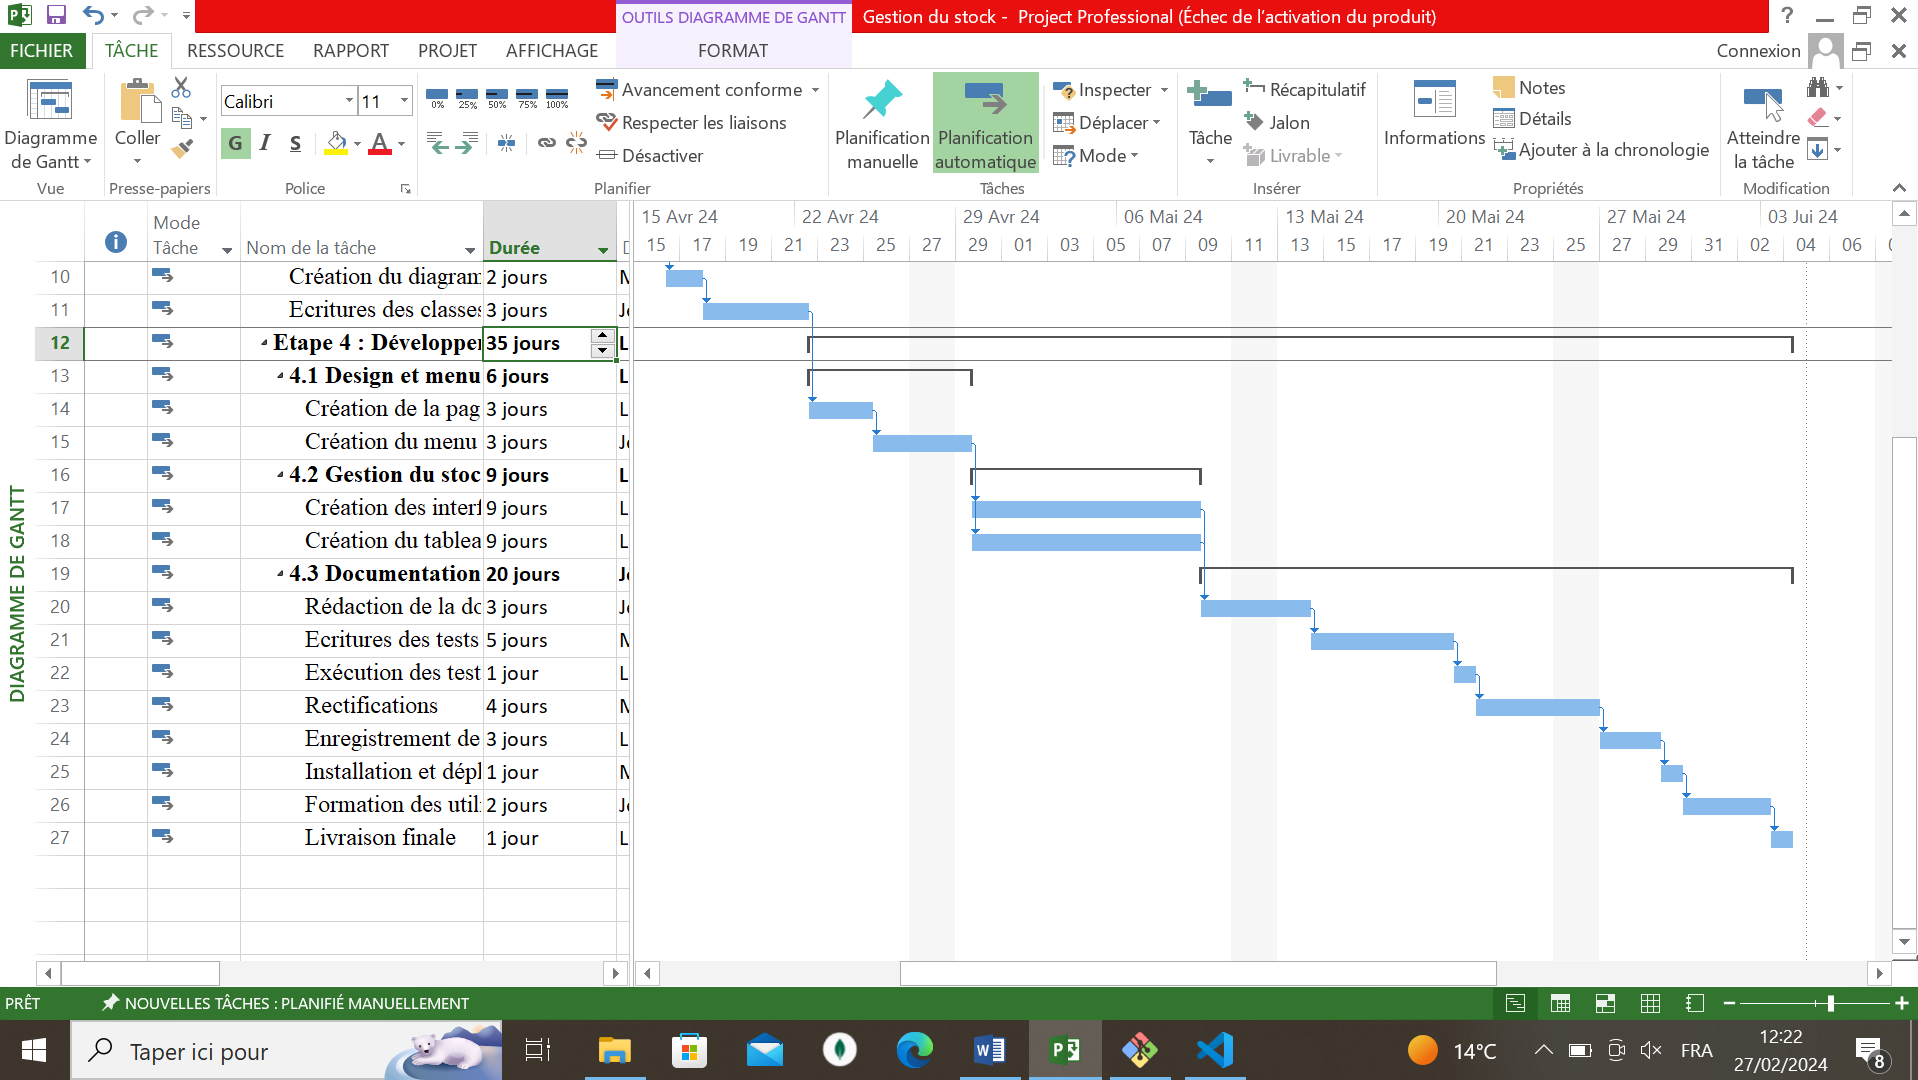 OUTILS DIAGRAMME DE GANTT
Gestion du stock - Project Professional (Échec de l’activation du produit)
?
FICHIER TÂCHE RESSOURCE RAPPORT PROJET AFFICHAGE FORMAT Connexion
Diagramme de Gantt
Vue
Coller
Presse-papiers
Calibri 11
G I S A
Police
0% 25% 50% 75% 100%
Avancement conforme
Respecter les liaisons
Désactiver
Planifier
Planification manuelle
Planification automatique
Inspecter
Déplacer
Mode
Tâches
Tâche
Récapitulatif
Jalon
Livrable
Insérer
Informations
Notes
Détails
Ajouter à la chronologie
Propriétés
Atteindre la tâche
Modification
Mode Tâche Nom de la tâche Durée
15 Avr 24 22 Avr 24 29 Avr 24 06 Mai 24 13 Mai 24 20 Mai 24 27 Mai 24 03 Jui 24
15 17 19 21 23 25 27 29 01 03 05 07 09 11 13 15 17 19 21 23 25 27 29 31 02 04 06
10 Création du diagram 2 jours
11 Ecritures des classes 3 jours
12 Etape 4 : Développe 35 jours L
13 4.1 Design et menu 6 jours L
14 Création de la pag 3 jours L
15 Création du menu 3 jours
16 4.2 Gestion du stoc 9 jours L
17 Création des interf 9 jours L
18 Création du tablea 9 jours L
19 4.3 Documentation 20 jours
20 Rédaction de la do 3 jours
21 Ecritures des tests 5 jours
22 Exécution des test 1 jour L
23 Rectifications 4 jours
24 Enregistrement de 3 jours L
25 Installation et dépl 1 jour
26 Formation des util 2 jours
27 Livraison finale 1 jour L
DIAGRAMME DE GANTT
PRÊT NOUVELLES TÂCHES : PLANIFIÉ MANUELLEMENT
Taper ici pour
14°C FRA
12:22
27/02/2024
8